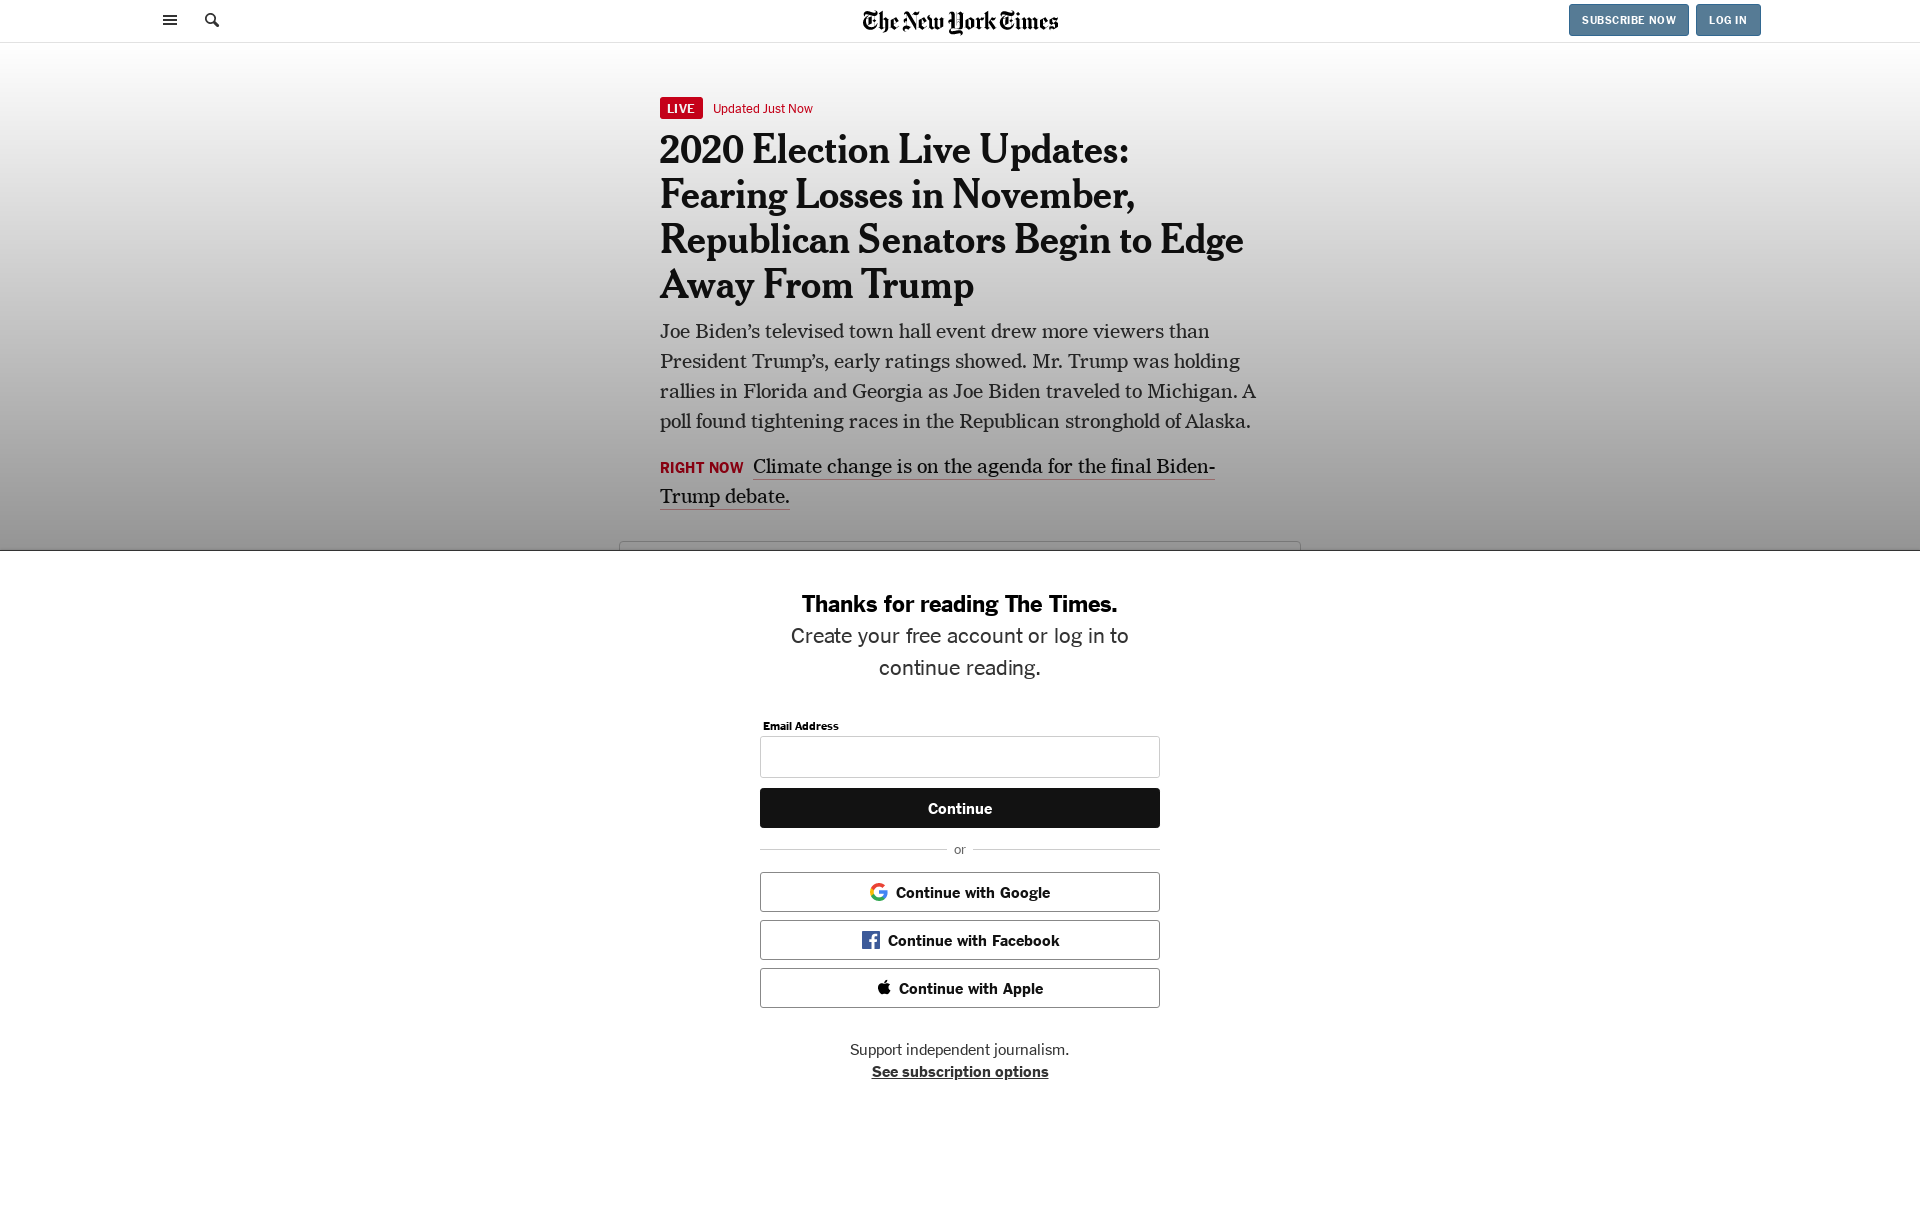 The New York Times
SUBSCRIBE NOW
LOG IN
LIVE Updated Just Now
2020 Election Live Updates:
Fearing Losses in November,
Republican Senators Begin to Edge
Away From Trump
Joe Biden’s televised town hall event drew more viewers than
President Trump’s, early ratings showed. Mr. Trump was holding
rallies in Florida and Georgia as Joe Biden traveled to Michigan. A
poll found tightening races in the Republican stronghold of Alaska.
RIGHT NOW Climate change is on the agenda for the final Biden-
Trump debate.
Thanks for reading The Times.
Create your free account or log in to
continue reading.
Email Address
Continue
or
Continue with Google
Continue with Facebook
Continue with Apple
Support independent journalism.
See subscription options